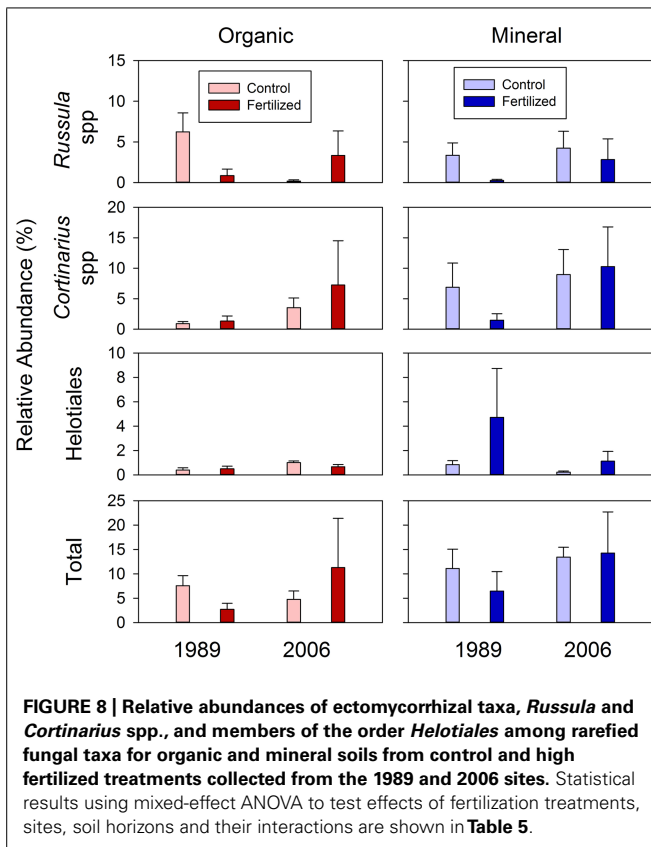 Organic
Mineral
Control
Fertilized
Control
Fertilized
Relative Abundance (%)
Russula
spp
15
10
5
0
Cortinarius
spp
20
15
10
5
0
Helotiales
10
8
6
4
2
0
Total
25
20
15
10
5
0
1989 2006 1989 2006
FIGURE 8 | Relative abundances of ectomycorrhizal taxa, Russula and
Cortinarius spp., and members of the order Helotiales among rarefied
fungal taxa for organic and mineral soils from control and high
fertilized treatments collected from the 1989 and 2006 sites. Statistical
results using mixed-effect ANOVA to test effects of fertilization treatments,
sites, soil horizons and their interactions are shown in Table 5.